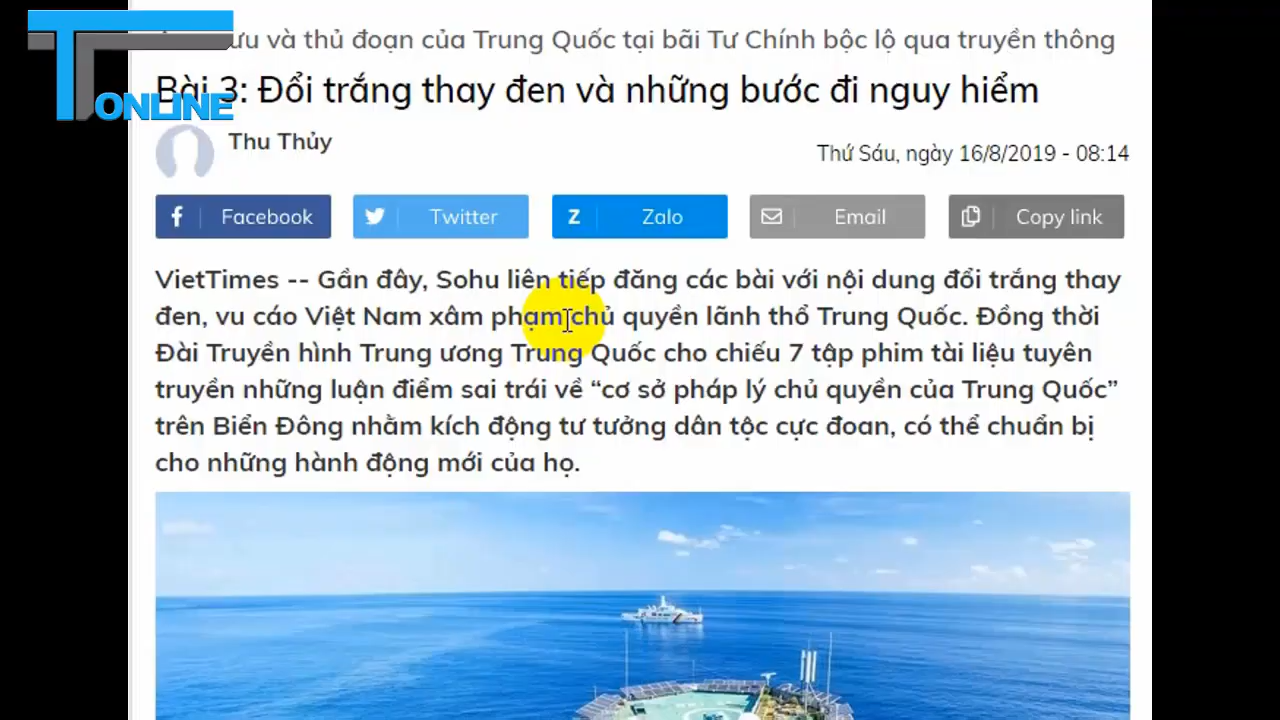 T ONLINE
ưu và thủ đoạn của Trung Quốc tại bãi Tư Chính bộc lộ qua truyền thông
Bài 3: Đổi trắng thay đen và những bước đi nguy hiểm
Thu Thủy
Thứ Sáu, ngày 16/8/2019 - 08:14
Facebook
Twitter
Z Zalo
Email
Copy link
VietTimes -- Gần đây, Sohu liên tiếp đăng các bài với nội dung đổi trắng thay
đen, vu cáo Việt Nam xâm phạm chủ quyền lãnh thổ Trung Quốc. Đồng thời
Đài Truyền hình Trung ương Trung Quốc cho chiếu 7 tập phim tài liệu tuyên
truyền những luận điểm sai trái về “cơ sở pháp lý chủ quyền của Trung Quốc”
trên Biển Đông nhằm kích động tư tưởng dân tộc cực đoan, có thể chuẩn bị
cho những hành động mới của họ.